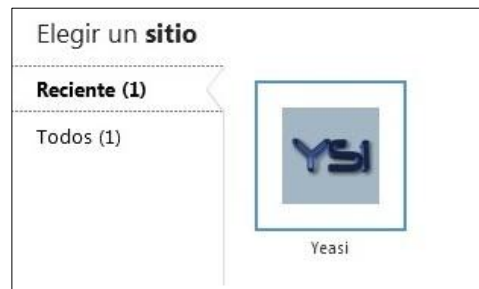 Elegir un sitio
Reciente (1)
Todos (1)
YSI
Yeasi